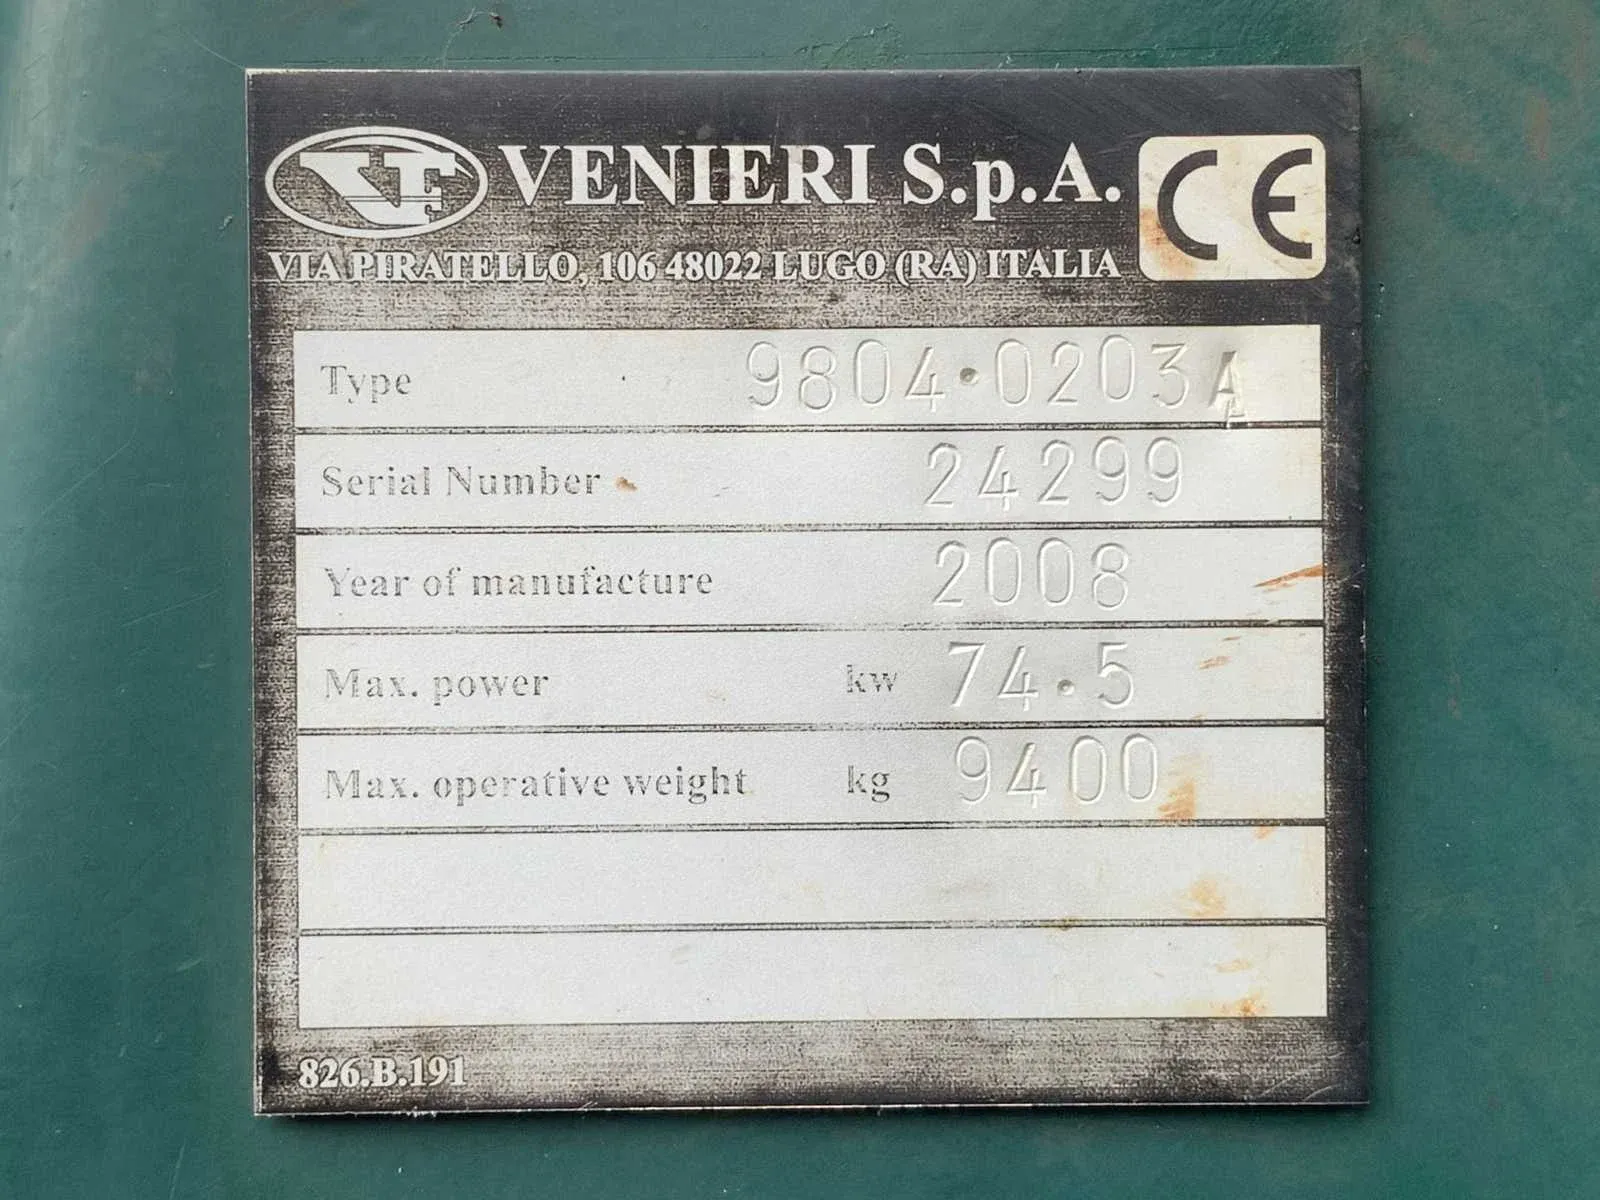 VF VENIERI S.p.A. CE
VIA PIRATELLO, 106 48022 LUGO (RA) ITALIA
Type 9804.0203A
Serial Number 24299
Year of manufacture 2008
Max. power kw 74.5
Max. operative weight kg 9400
826.B.191